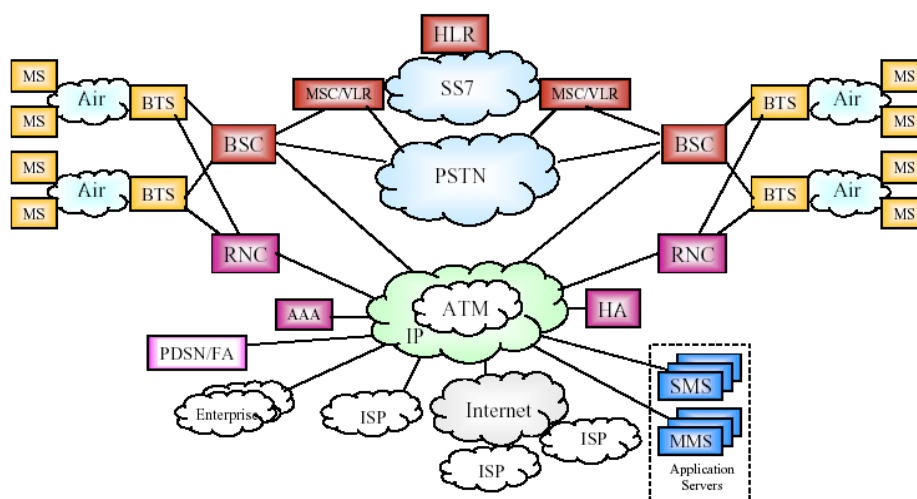 HLR
MS
Air
BTS
MSC/VLR
SS7
MSC/VLR
BTS
Air
MS
MS
BSC
BSC
MS
MS
PSTN
MS
Air
BTS
BTS
Air
MS
MS
RNC
RNC
AAA
ATM
HA
IP
PDSN/FA
SMS
Enterprise
ISP
Internet
MMS
ISP
ISP
Application
Servers